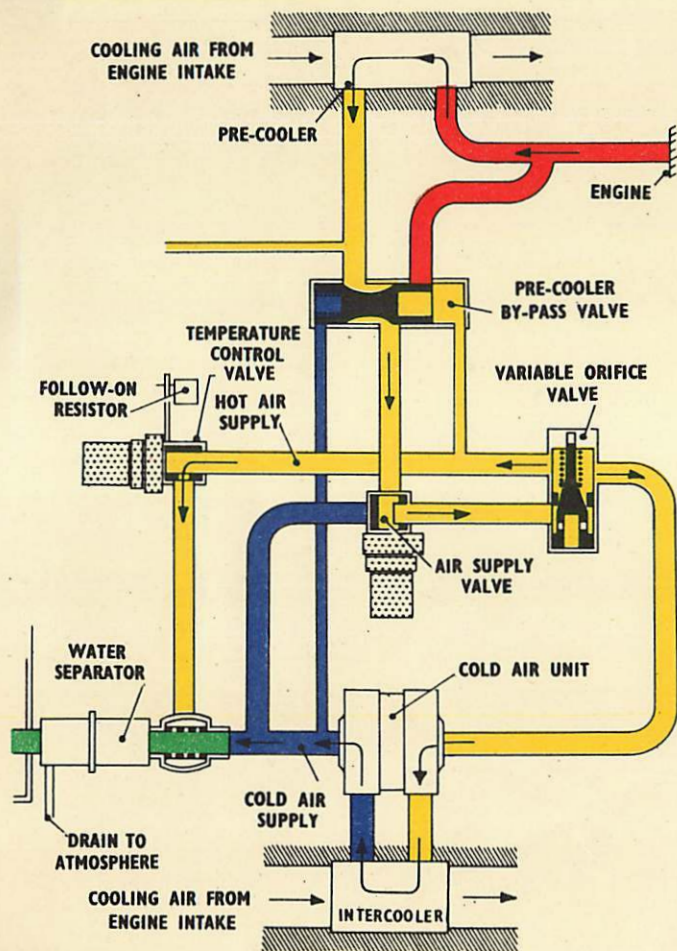 COOLING AIR FROM
ENGINE INTAKE
PRE-COOLER
ENGINE
PRE-COOLER
BY-PASS VALVE
TEMPERATURE
CONTROL
VALVE
FOLLOW-ON
RESISTOR
HOT AIR
SUPPLY
VARIABLE ORIFICE
VALVE
AIR SUPPLY
VALVE
WATER
SEPARATOR
COLD AIR UNIT
COLD AIR
SUPPLY
DRAIN TO
ATMOSPHERE
COOLING AIR FROM
ENGINE INTAKE
INTERCOOLER